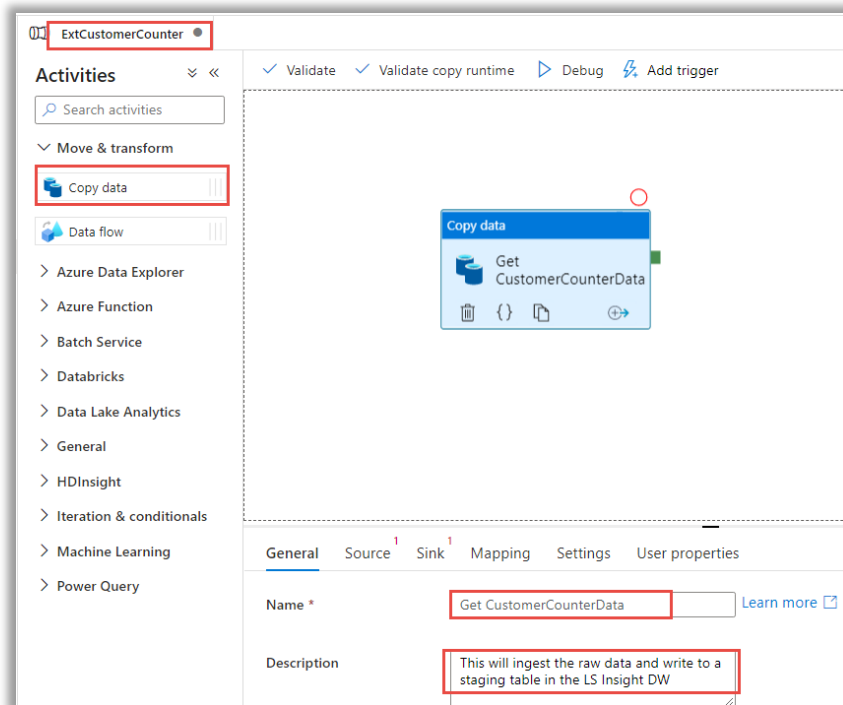 ExtCustomerCounter
Activities
Search activities
Move & transform
Copy data
Data flow
Azure Data Explorer
Azure Function
Batch Service
Databricks
Data Lake Analytics
General
HDInsight
Iteration & conditionals
Machine Learning
Power Query
Validate
Validate copy runtime
Debug
Add trigger
Copy data
Get
CustomerCounterData
{}
General
Source 1
Sink 1
Mapping
Settings
User properties
Name *
Get CustomerCounterData
Learn more
Description
This will ingest the raw data and write to a
staging table in the LS Insight DW